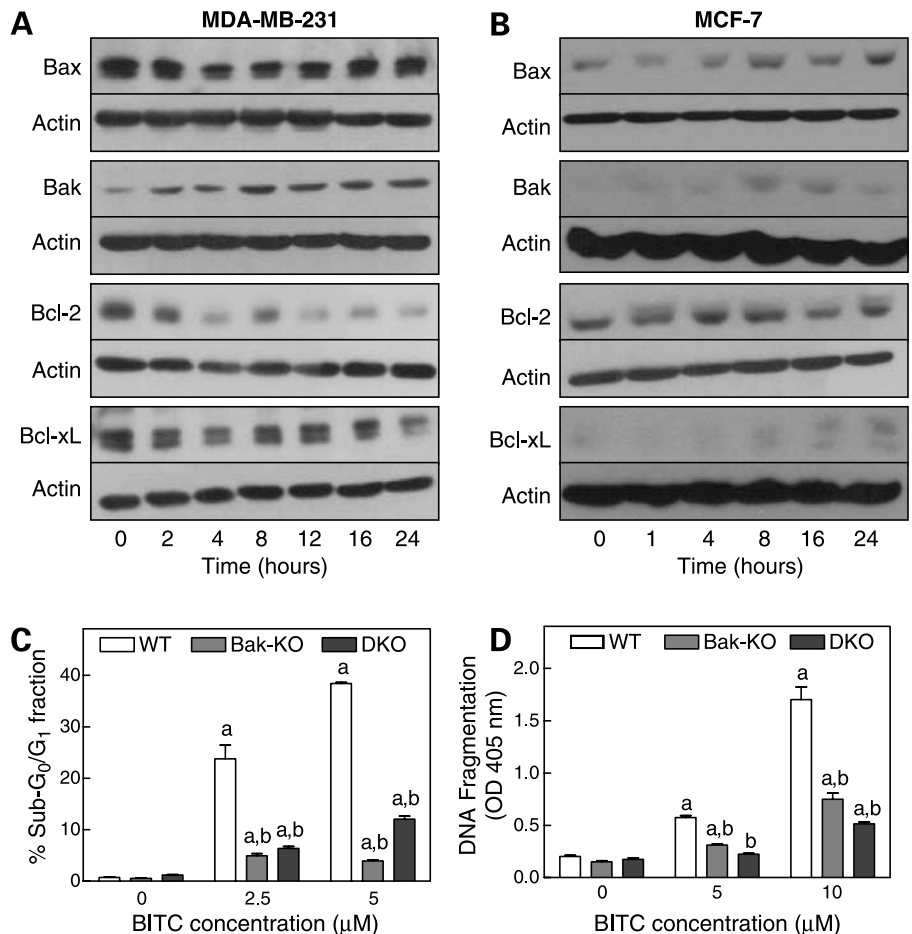 A
MDA-MB-231
Bax
Actin
Bak
Actin
Bcl-2
Actin
Bcl-xL
Actin
0 2 4 8 12 16 24
Time (hours)
B
MCF-7
Bax
Actin
Bak
Actin
Bcl-2
Actin
Bcl-xL
Actin
0 1 4 8 16 24
Time (hours)
C
WT Bak-KO DKO
% Sub-G0/G1 fraction
40
30
20
10
0
a
a,b
a,b
a
a,b
a,b
0 2.5 5
BITC concentration (μM)
D
WT Bak-KO DKO
DNA Fragmentation
(OD 405 nm)
2.0
1.5
1.0
0.5
0.0
a
a,b
b
a
a,b
a,b
0 5 10
BITC concentration (μM)